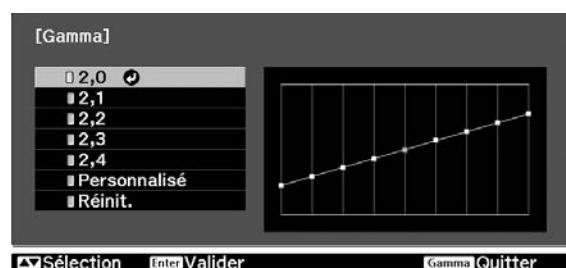 [Gamma]
2,0
2,1
2,2
2,3
2,4
Personnalisé
Réinit.
Sélection Enter Valider Gamma Quitter